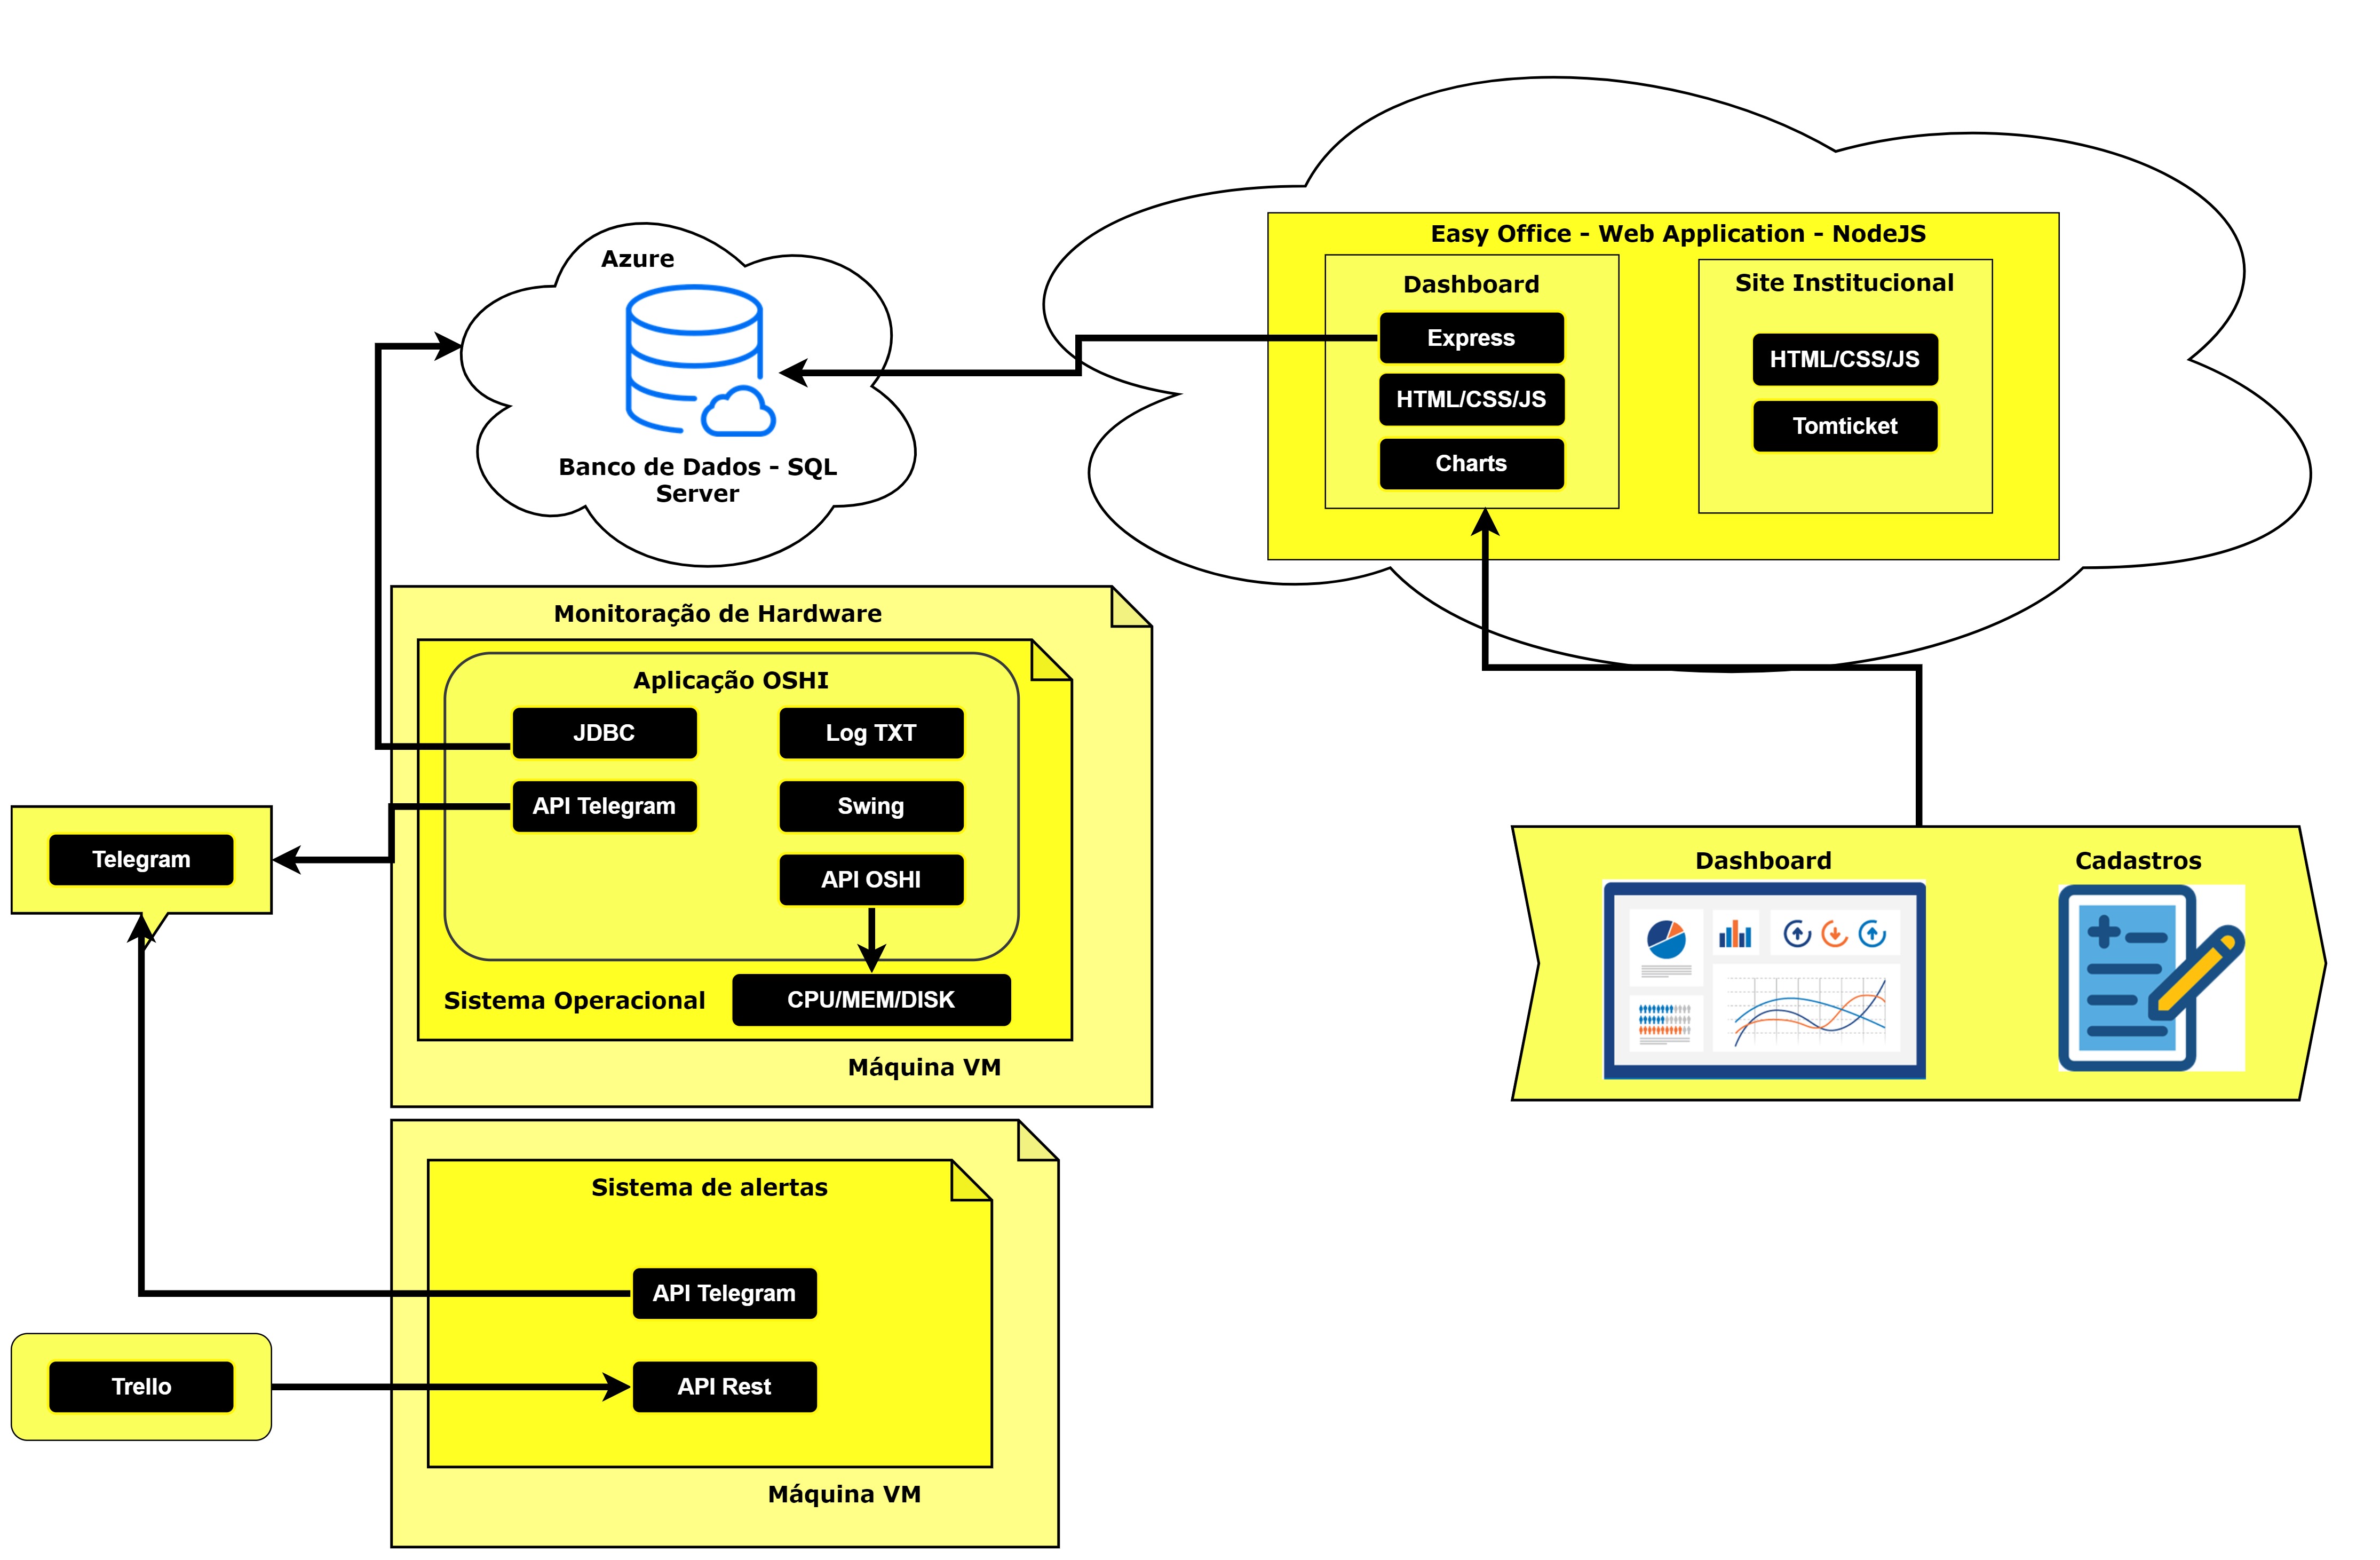 Azure
Banco de Dados - SQL
Server
Easy Office - Web Application - NodeJS
Dashboard
Express
HTML/CSS/JS
Charts
Site Institucional
HTML/CSS/JS
Tomticket
Monitoração de Hardware
Aplicação OSHI
JDBC
Log TXT
API Telegram
Swing
API OSHI
Sistema Operacional
CPU/MEM/DISK
Máquina VM
Telegram
Dashboard
Cadastros
Sistema de alertas
API Telegram
Trello
API Rest
Máquina VM